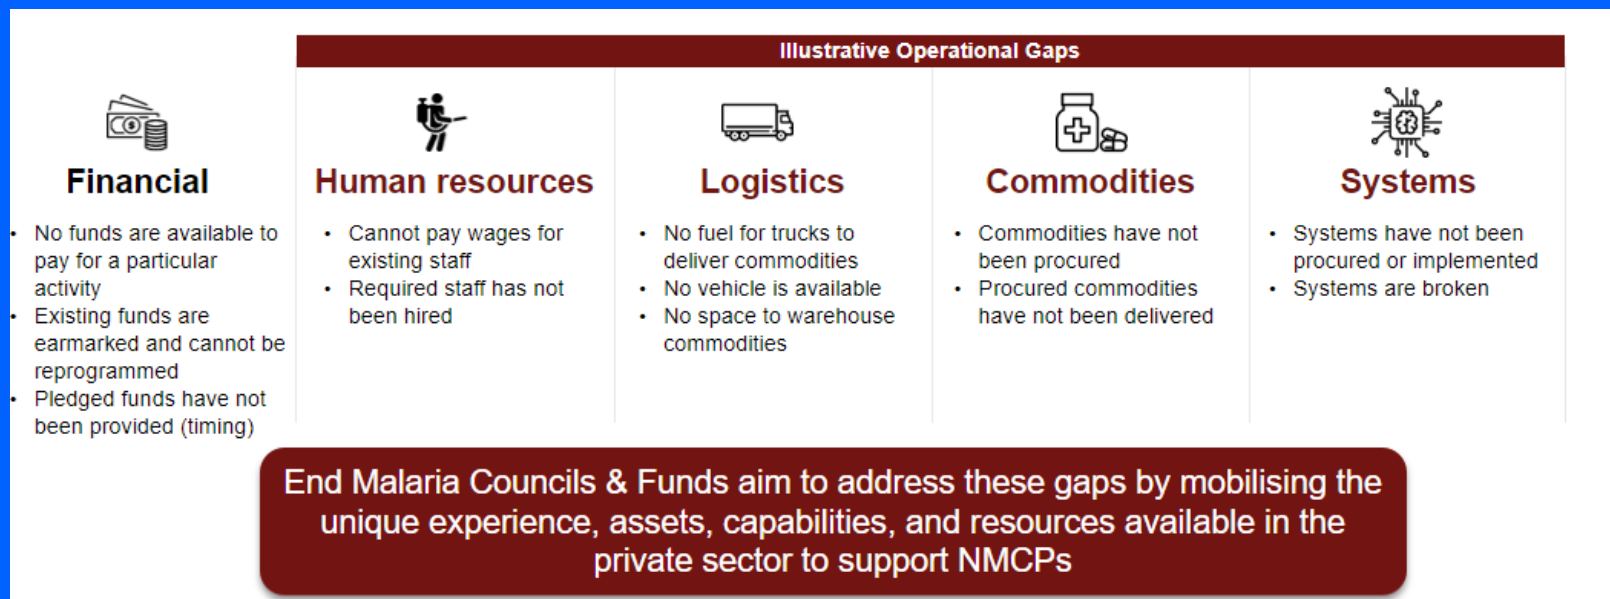 Illustrative Operational Gaps
Financial
• No funds are available to
pay for a particular
activity
• Existing funds are
earmarked and cannot be
reprogrammed
• Pledged funds have not
been provided (timing)
Human resources
• Cannot pay wages for
existing staff
• Required staff has not
been hired
Logistics
• No fuel for trucks to
deliver commodities
• No vehicle is available
• No space to warehouse
commodities
Commodities
• Commodities have not
been procured
• Procured commodities
have not been delivered
Systems
• Systems have not been
procured or implemented
• Systems are broken
End Malaria Councils & Funds aim to address these gaps by mobilising the
unique experience, assets, capabilities, and resources available in the
private sector to support NMCPs